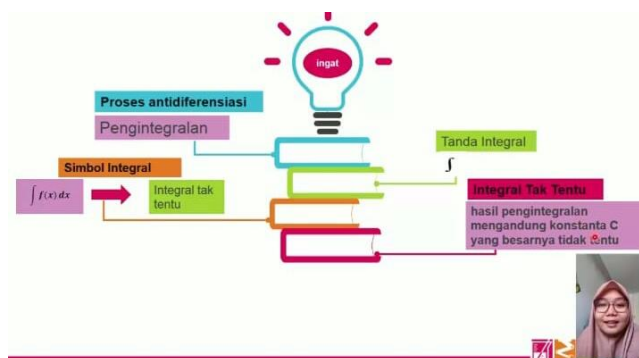 ingat
Proses antidiferensiasi
Pengintegralan
Tanda Integral
∫
Simbol Integral
∫ f(x) dx
Integral tak
tentu
Integral Tak Tentu
hasil pengintegralan
mengandung konstanta C
yang besarnya tidak tentu